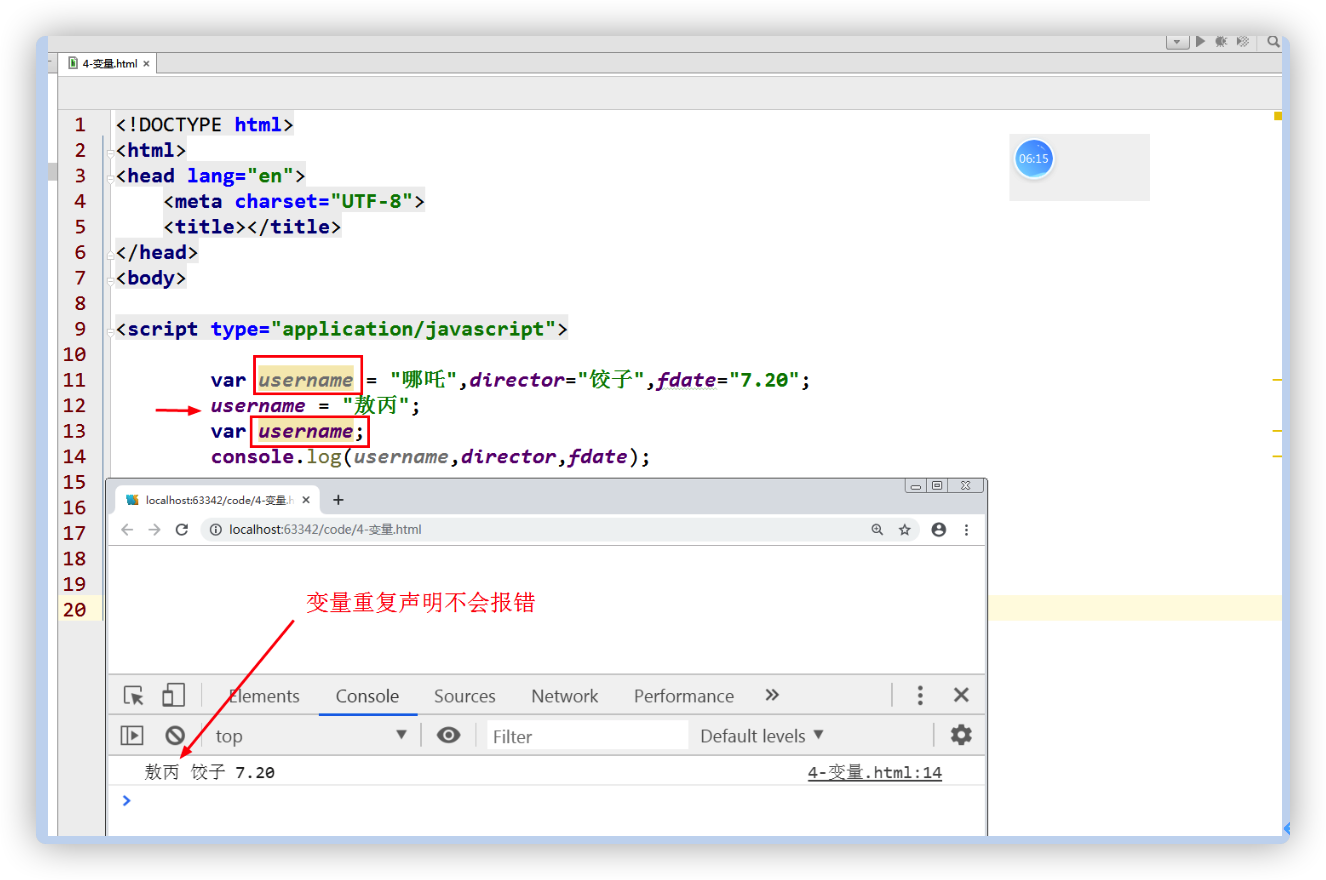 4-变量.html ×
06:15
1 <!DOCTYPE html>
2 <html>
3 <head lang="en">
4 <meta charset="UTF-8">
5 <title></title>
6 </head>
7 <body>
8
9 <script type="application/javascript">
10
11 var username = "哪吒",director="饺子",fdate="7.20";
12 username = "敖丙";
13 var username;
14 console.log(username,director,fdate);
15
16
17
18
19
20
localhost:63342/code/4-变量.h
localhost:63342/code/4-变量.html
变量重复声明不会报错
Elements Console Sources Network Performance
top Filter Default levels
敖丙 饺子 7.20 4-变量.html:14